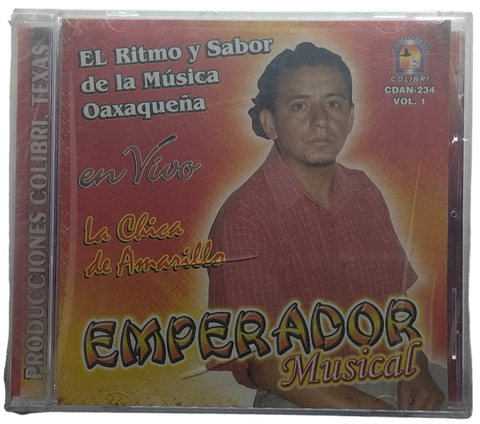 PRODUCCIONES COLIBRI, TEXAS
EL Ritmo y Sabor
de la Música
Oaxaqueña
en Vivo
La Chica
de Amarillo
EMPERADOR
Musical
COLIBRI
CDAN-234
VOL. 1